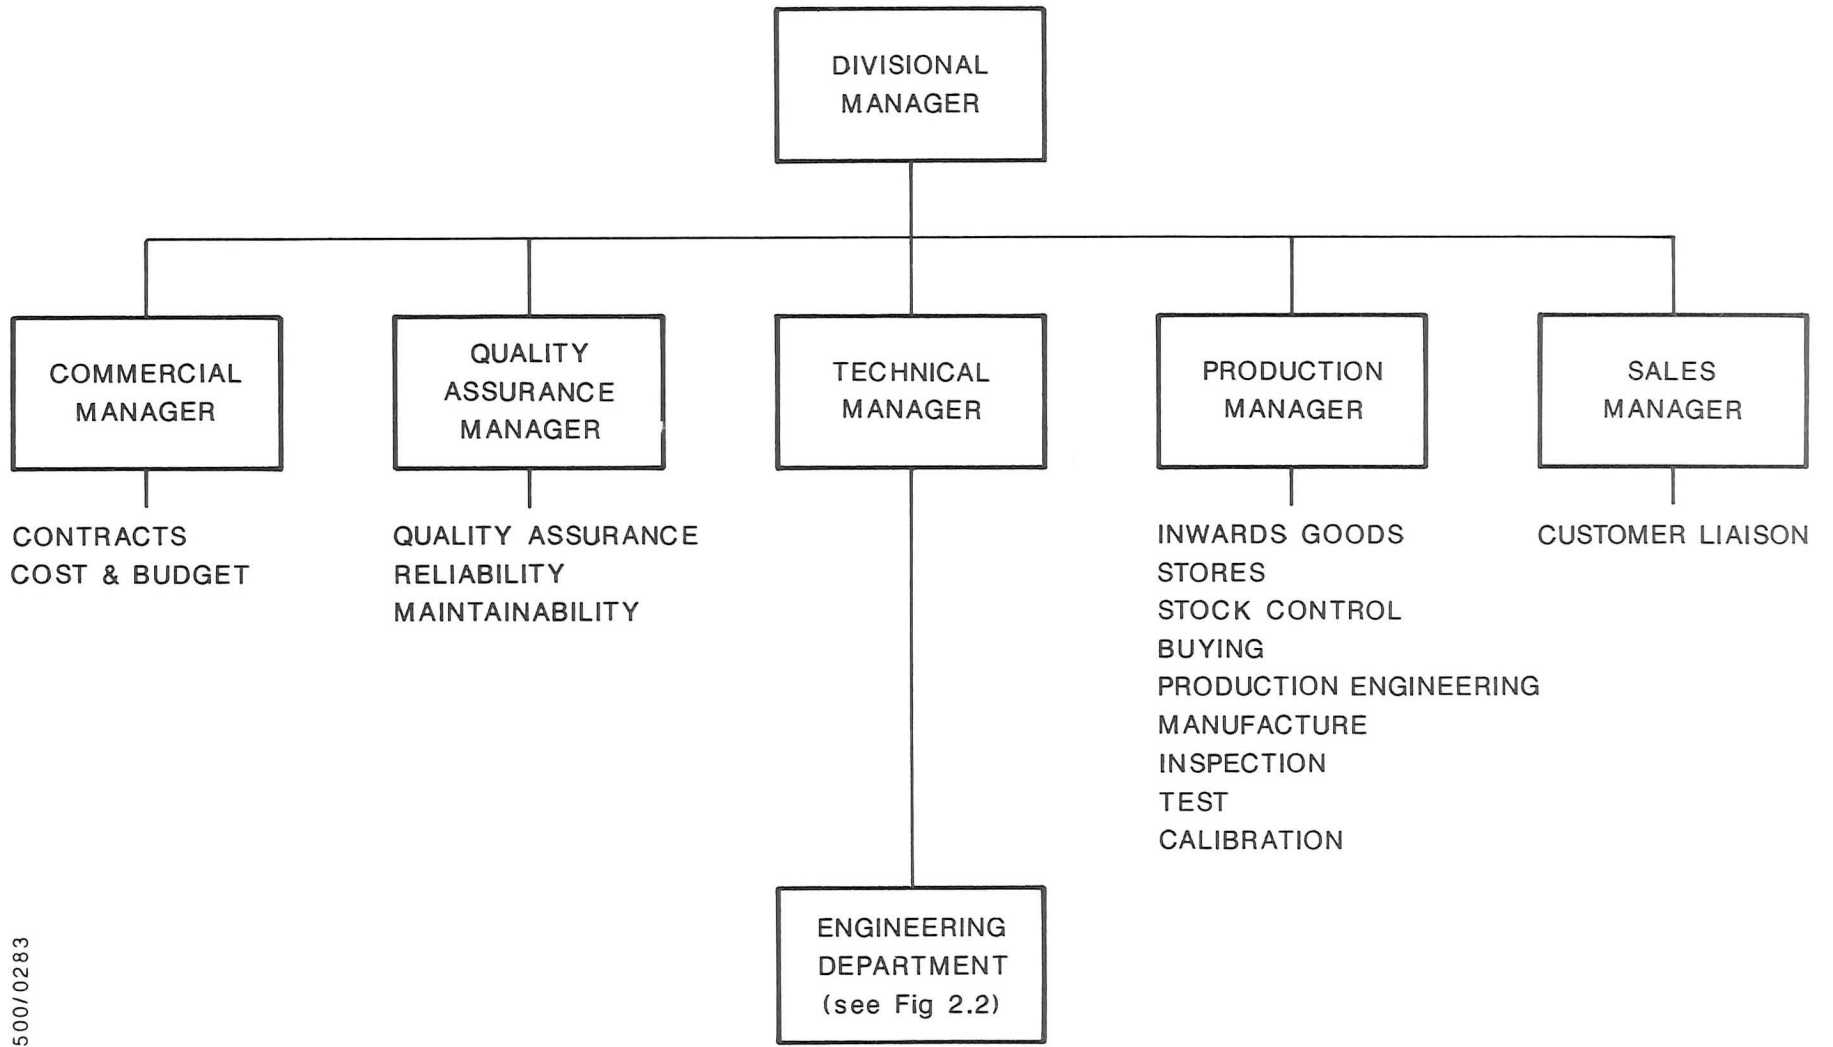 DIVISIONAL
MANAGER
COMMERCIAL
MANAGER
QUALITY
ASSURANCE
MANAGER
TECHNICAL
MANAGER
PRODUCTION
MANAGER
SALES
MANAGER
CONTRACTS
COST & BUDGET
QUALITY ASSURANCE
RELIABILITY
MAINTAINABILITY
INWARDS GOODS
STORES
STOCK CONTROL
BUYING
PRODUCTION ENGINEERING
MANUFACTURE
INSPECTION
TEST
CALIBRATION
CUSTOMER LIAISON
ENGINEERING
DEPARTMENT
(see Fig 2.2)
500/0283